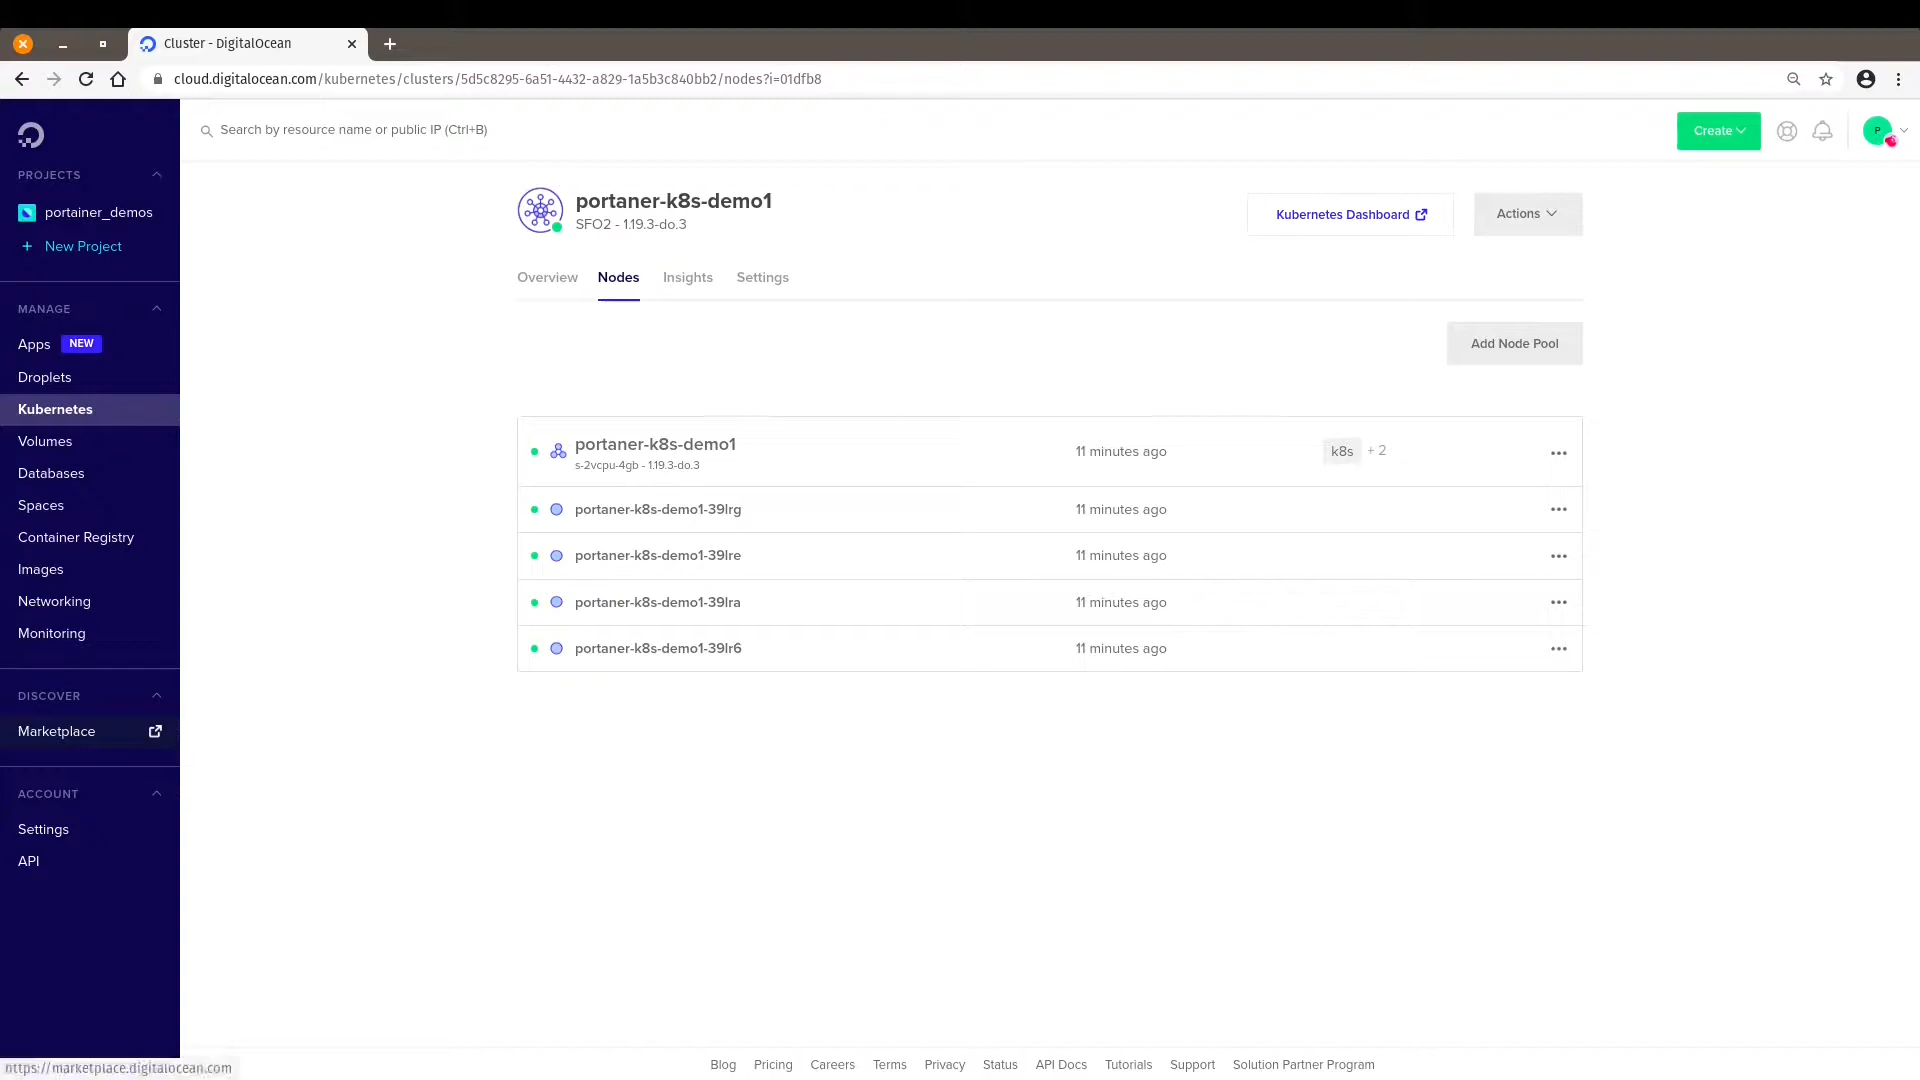 Cluster - DigitalOcean
cloud.digitalocean.com/kubernetes/clusters/5d5c8295-6a51-4432-a829-1a5b3c840bb2/nodes?i=01dfb8
Search by resource name or public IP (Ctrl+B)
Create
P
PROJECTS
portainer_demos
+ New Project
MANAGE
Apps NEW
Droplets
Kubernetes
Volumes
Databases
Spaces
Container Registry
Images
Networking
Monitoring
DISCOVER
Marketplace
ACCOUNT
Settings
API
portaner-k8s-demo1
SFO2 - 1.19.3-do.3
Kubernetes Dashboard
Actions
Overview Nodes Insights Settings
Add Node Pool
portaner-k8s-demo1 11 minutes ago k8s + 2
s-2vcpu-4gb - 1.19.3-do.3
portaner-k8s-demo1-39lrg 11 minutes ago
portaner-k8s-demo1-39lre 11 minutes ago
portaner-k8s-demo1-39lra 11 minutes ago
portaner-k8s-demo1-39lr6 11 minutes ago
Blog Pricing Careers Terms Privacy Status API Docs Tutorials Support Solution Partner Program
https://marketplace.digitalocean.com